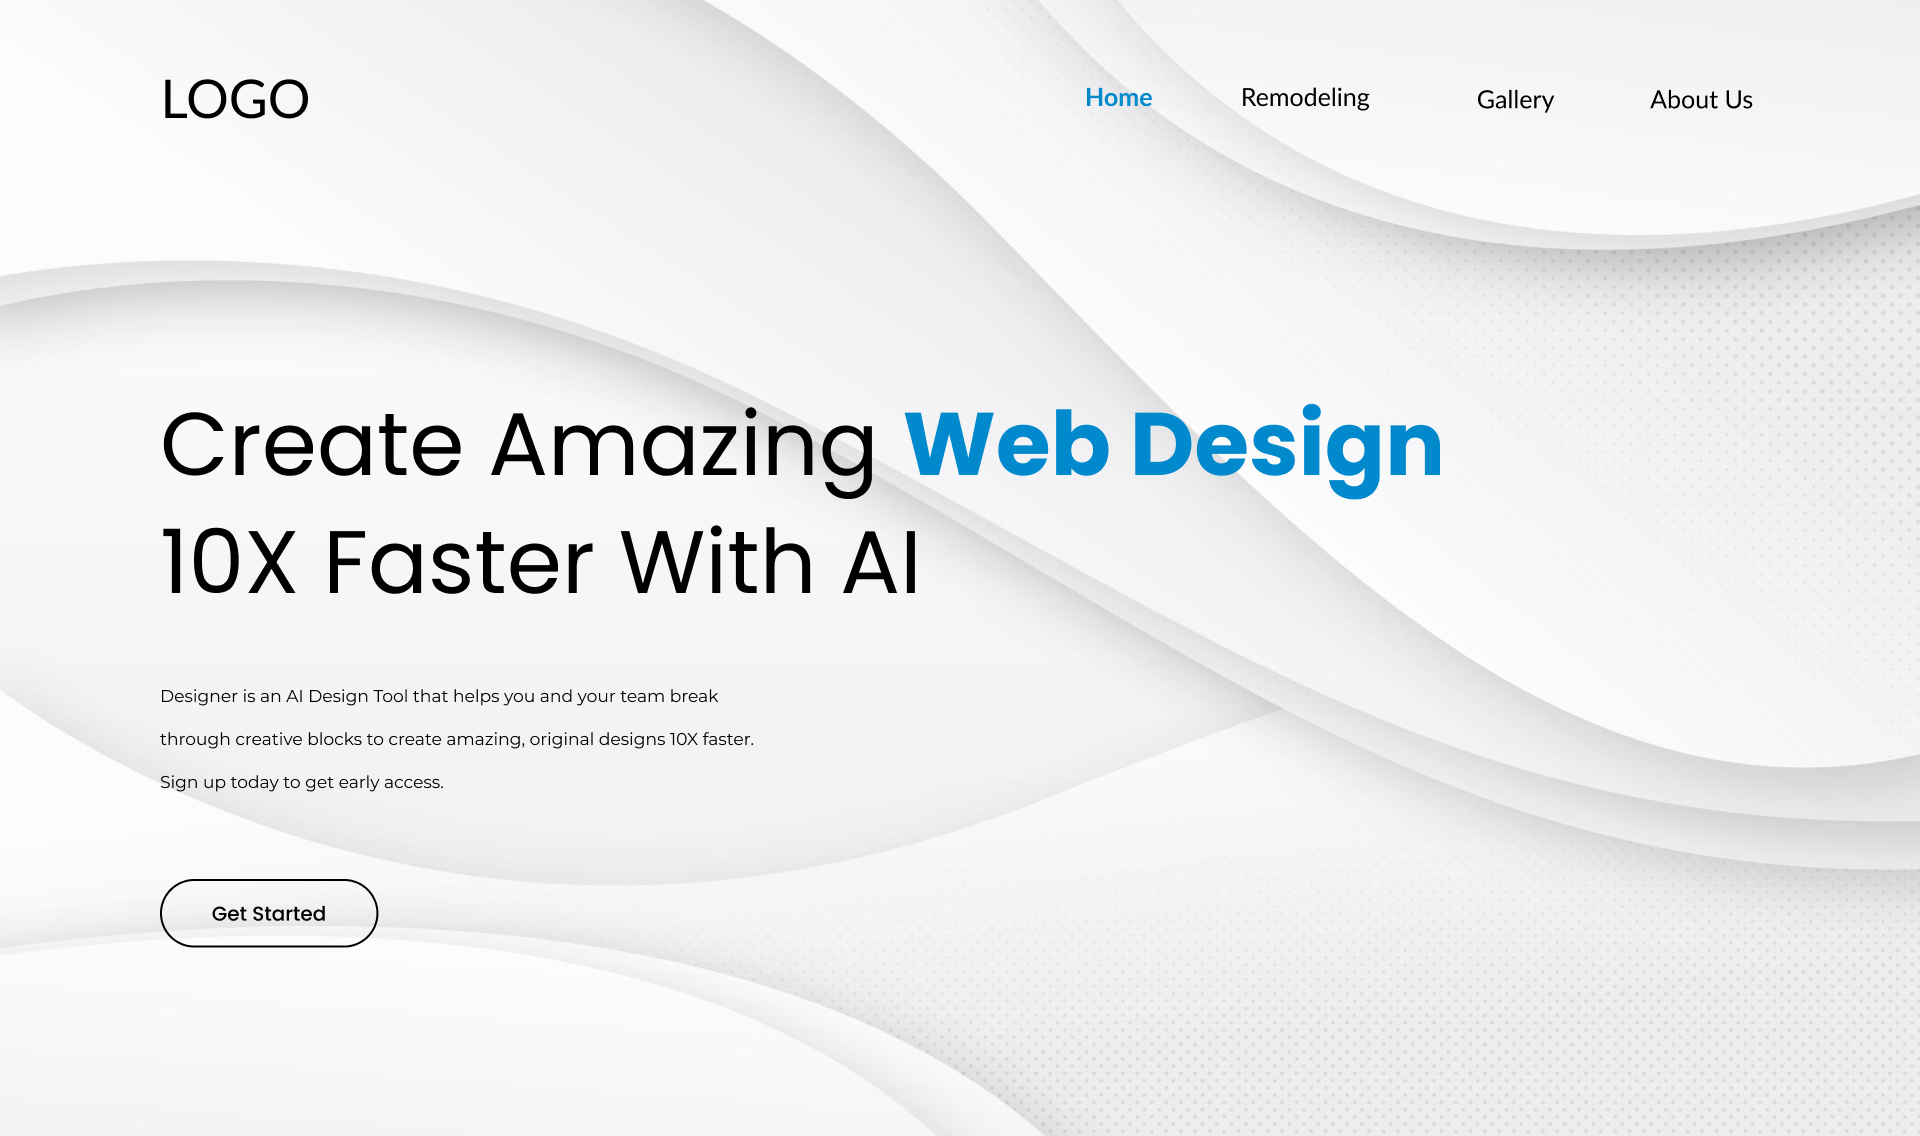 LOGO
Home Remodeling Gallery About Us
Create Amazing Web Design
10X Faster With AI
Designer is an AI Design Tool that helps you and your team break
through creative blocks to create amazing, original designs 10X faster.
Sign up today to get early access.
Get Started